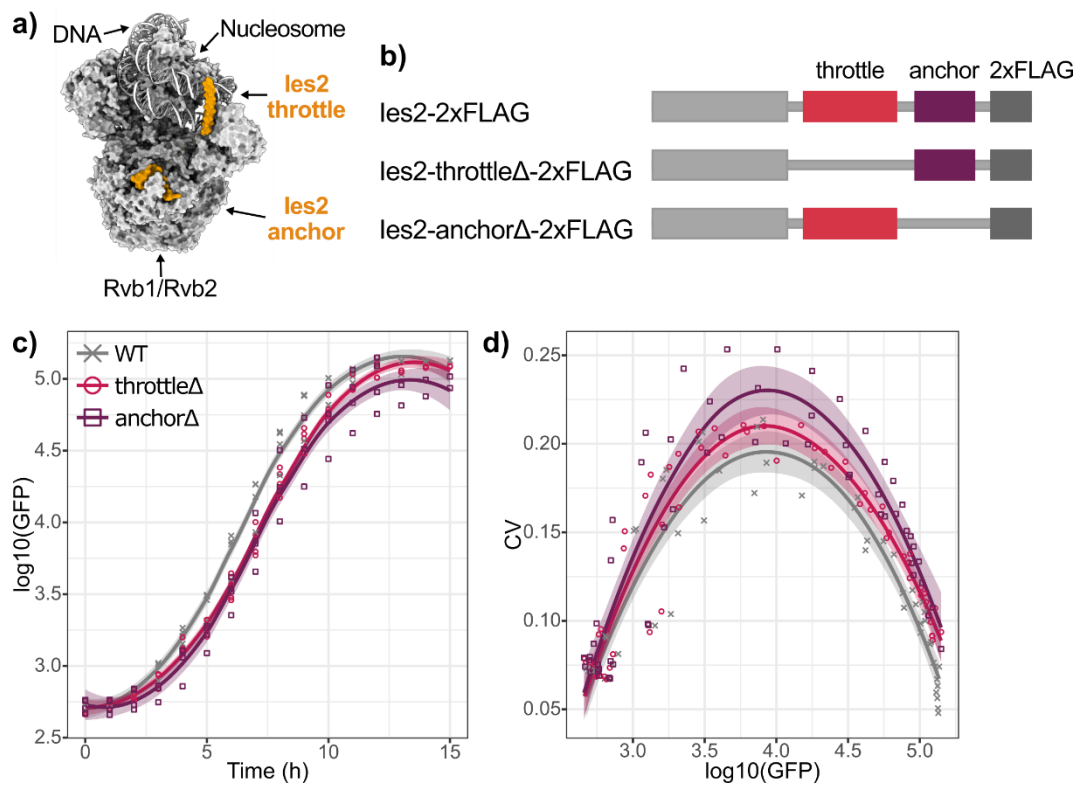 a)
DNA
Nucleosome
Ies2
throttle
Ies2
anchor
Rvb1/Rvb2
b)
throttle anchor 2xFLAG
Ies2-2xFLAG
Ies2-throttleΔ-2xFLAG
Ies2-anchorΔ-2xFLAG
c)
WT
throttleΔ
anchorΔ
log10(GFP)
5.0
4.5
4.0
3.5
3.0
2.5
0 5 10 15
Time (h)
d)
CV
0.25
0.20
0.15
0.10
0.05
3.0 3.5 4.0 4.5 5.0
log10(GFP)